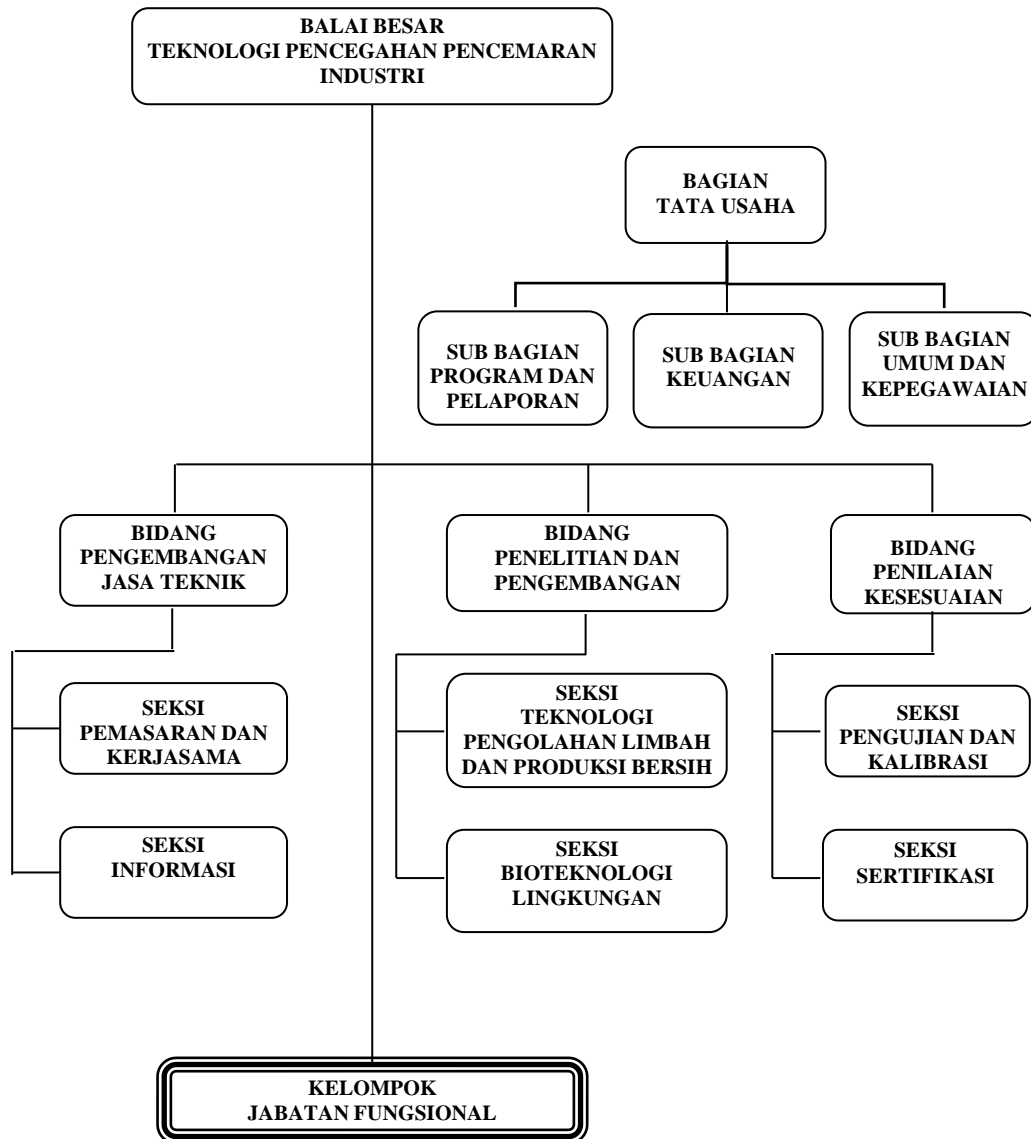 BALAI BESAR
TEKNOLOGI PENCEGAHAN PENCEMARAN
INDUSTRI
BAGIAN
TATA USAHA
SUB BAGIAN
PROGRAM DAN
PELAPORAN
SUB BAGIAN
KEUANGAN
SUB BAGIAN
UMUM DAN
KEPEGAWAIAN
BIDANG
PENGEMBANGAN
JASA TEKNIK
BIDANG
PENELITIAN DAN
PENGEMBANGAN
BIDANG
PENILAIAN
KESESUAIAN
SEKSI
PEMASARAN DAN
KERJASAMA
SEKSI
TEKNOLOGI
PENGOLAHAN LIMBAH
DAN PRODUKSI BERSIH
SEKSI
PENGUJIAN DAN
KALIBRASI
SEKSI
INFORMASI
SEKSI
BIOTEKNOLOGI
LINGKUNGAN
SEKSI
SERTIFIKASI
KELOMPOK
JABATAN FUNGSIONAL